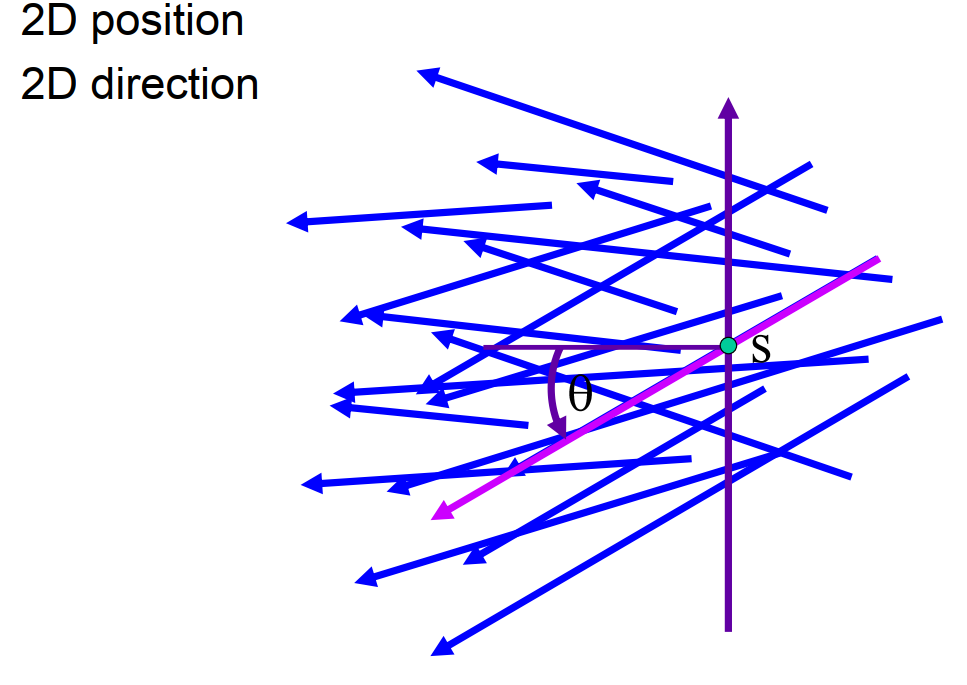 2D position
2D direction
s
θ